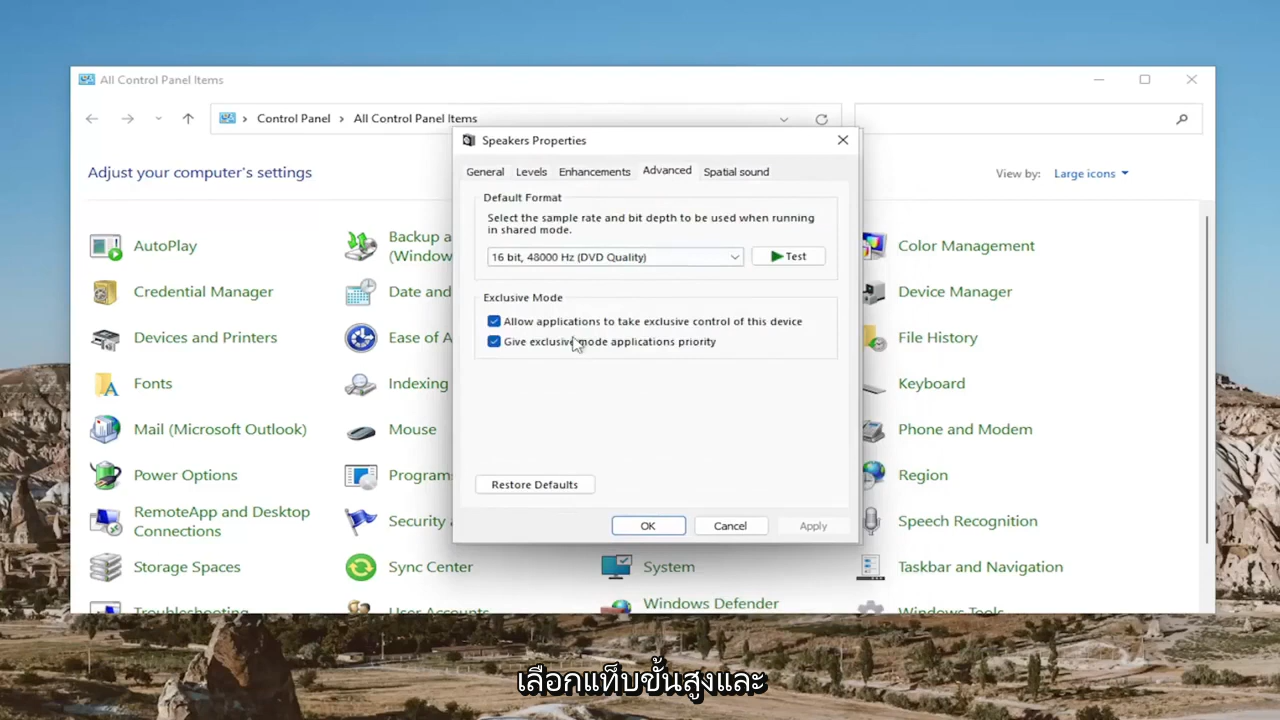 All Control Panel Items
Control Panel > All Control Panel Items
Speakers Properties
General Levels Enhancements Advanced Spatial sound
Default Format
Select the sample rate and bit depth to be used when running
in shared mode.
16 bit, 48000 Hz (DVD Quality)
Test
Exclusive Mode
Allow applications to take exclusive control of this device
Give exclusive mode applications priority
Restore Defaults
OK Cancel Apply
Adjust your computer's settings
View by: Large icons
AutoPlay
Backup a
(Window
Color Management
Credential Manager
Date and
Device Manager
Devices and Printers
Ease of A
File History
Fonts
Indexing
Keyboard
Mail (Microsoft Outlook)
Mouse
Phone and Modem
Power Options
Program
Region
RemoteApp and Desktop
Connections
Security
Speech Recognition
Storage Spaces
Sync Center
System
Taskbar and Navigation
Troubleshooting
User Accounts
Windows Defender
Windows Tools
เลือกแท็บขั้นสูงและ